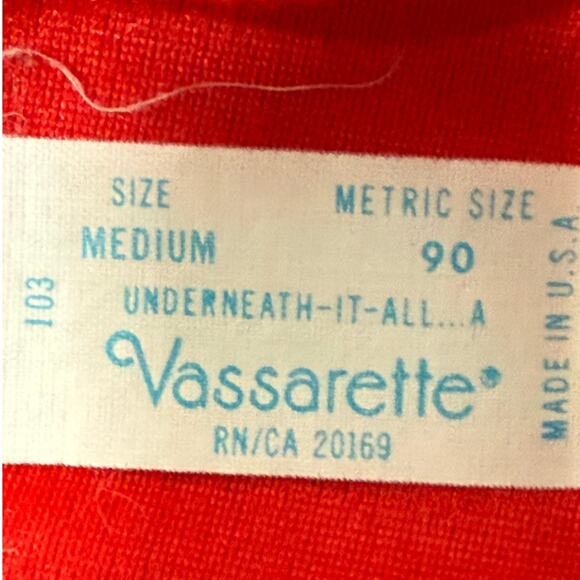 SIZE METRIC SIZE
MEDIUM 90
UNDERNEATH-IT-ALL...A
Vassarette®
RN/CA 20169
103
MADE IN U.S.A